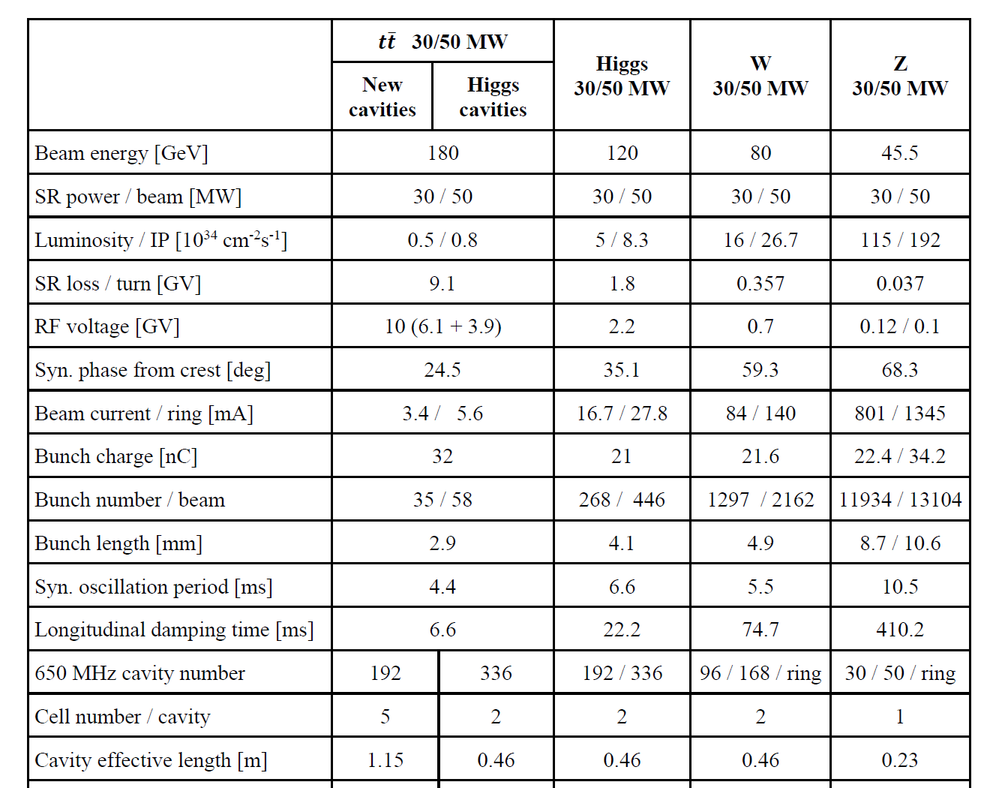 tt̄ 30/50 MW
New cavities
Higgs cavities
Higgs 30/50 MW
W 30/50 MW
Z 30/50 MW
Beam energy [GeV] 180 120 80 45.5
SR power / beam [MW] 30 / 50 30 / 50 30 / 50 30 / 50
Luminosity / IP [10³⁴ cm⁻²s⁻¹] 0.5 / 0.8 5 / 8.3 16 / 26.7 115 / 192
SR loss / turn [GV] 9.1 1.8 0.357 0.037
RF voltage [GV] 10 (6.1 + 3.9) 2.2 0.7 0.12 / 0.1
Syn. phase from crest [deg] 24.5 35.1 59.3 68.3
Beam current / ring [mA] 3.4 / 5.6 16.7 / 27.8 84 / 140 801 / 1345
Bunch charge [nC] 32 21 21.6 22.4 / 34.2
Bunch number / beam 35 / 58 268 / 446 1297 / 2162 11934 / 13104
Bunch length [mm] 2.9 4.1 4.9 8.7 / 10.6
Syn. oscillation period [ms] 4.4 6.6 5.5 10.5
Longitudinal damping time [ms] 6.6 22.2 74.7 410.2
650 MHz cavity number 192 336 192 / 336 96 / 168 / ring 30 / 50 / ring
Cell number / cavity 5 2 2 2 1
Cavity effective length [m] 1.15 0.46 0.46 0.46 0.23